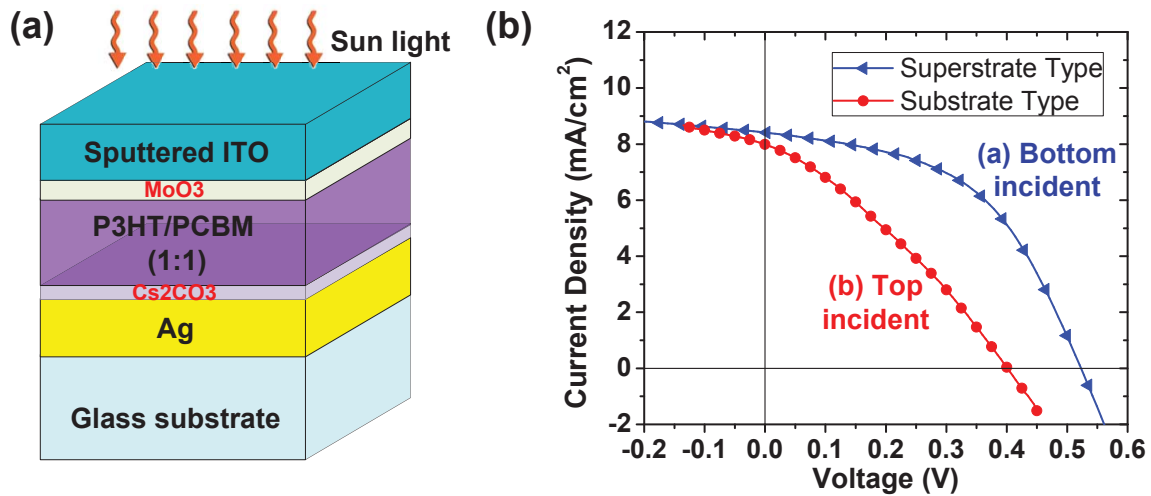 (a)
Sun light
Sputtered ITO
MoO3
P3HT/PCBM
(1:1)
Cs2CO3
Ag
Glass substrate
(b)
Current Density (mA/cm²)
12
10
8
6
4
2
0
-2
Superstrate Type
Substrate Type
(a) Bottom
incident
(b) Top
incident
-0.2 -0.1 0.0 0.1 0.2 0.3 0.4 0.5 0.6
Voltage (V)